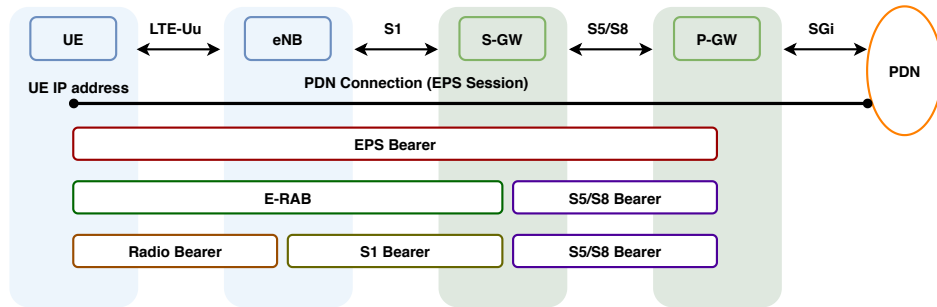 LTE-Uu
S1
S5/S8
SGi
UE
eNB
S-GW
P-GW
PDN
UE IP address
PDN Connection (EPS Session)
EPS Bearer
E-RAB
S5/S8 Bearer
Radio Bearer
S1 Bearer
S5/S8 Bearer